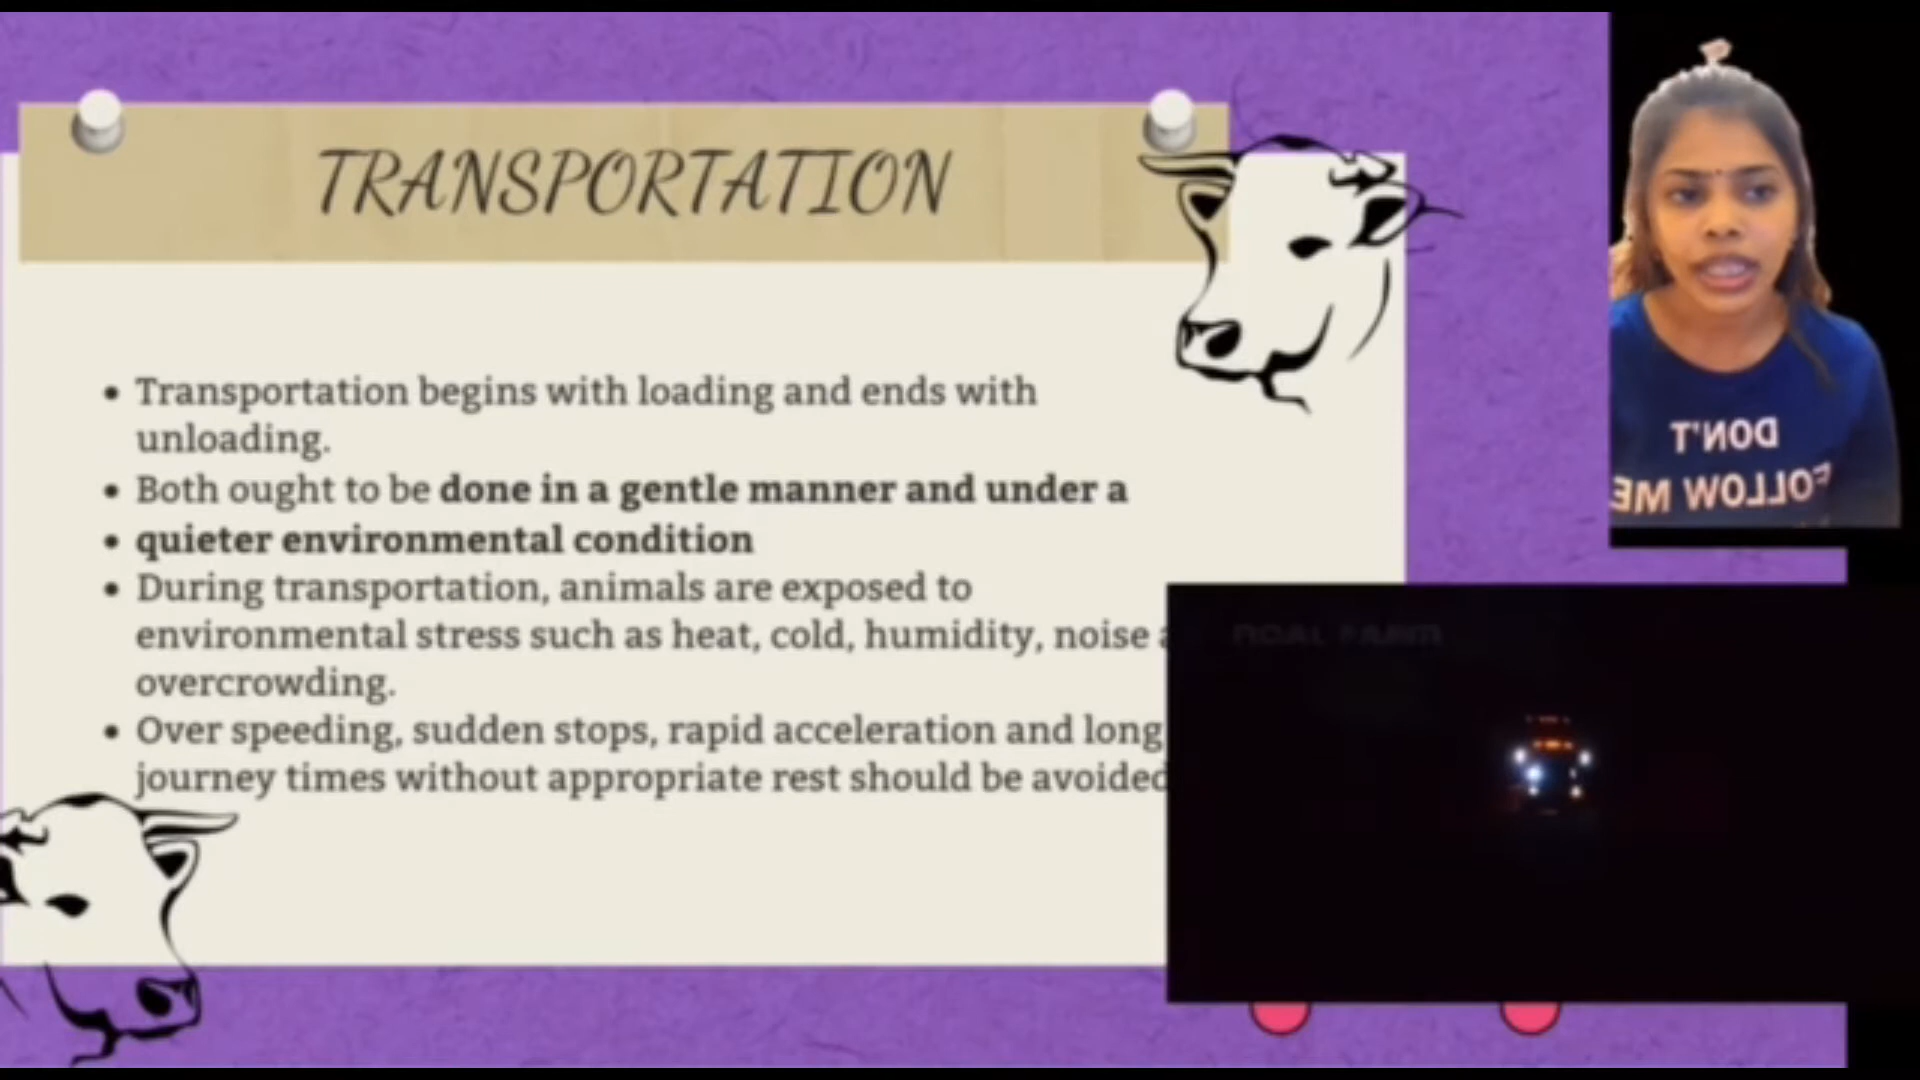 TRANSPORTATION
• Transportation begins with loading and ends with
unloading.
• Both ought to be done in a gentle manner and under a
• quieter environmental condition
• During transportation, animals are exposed to
environmental stress such as heat, cold, humidity, noise
overcrowding.
• Over speeding, sudden stops, rapid acceleration and long
journey times without appropriate rest should be avoided
DON'T
FOLLOW ME